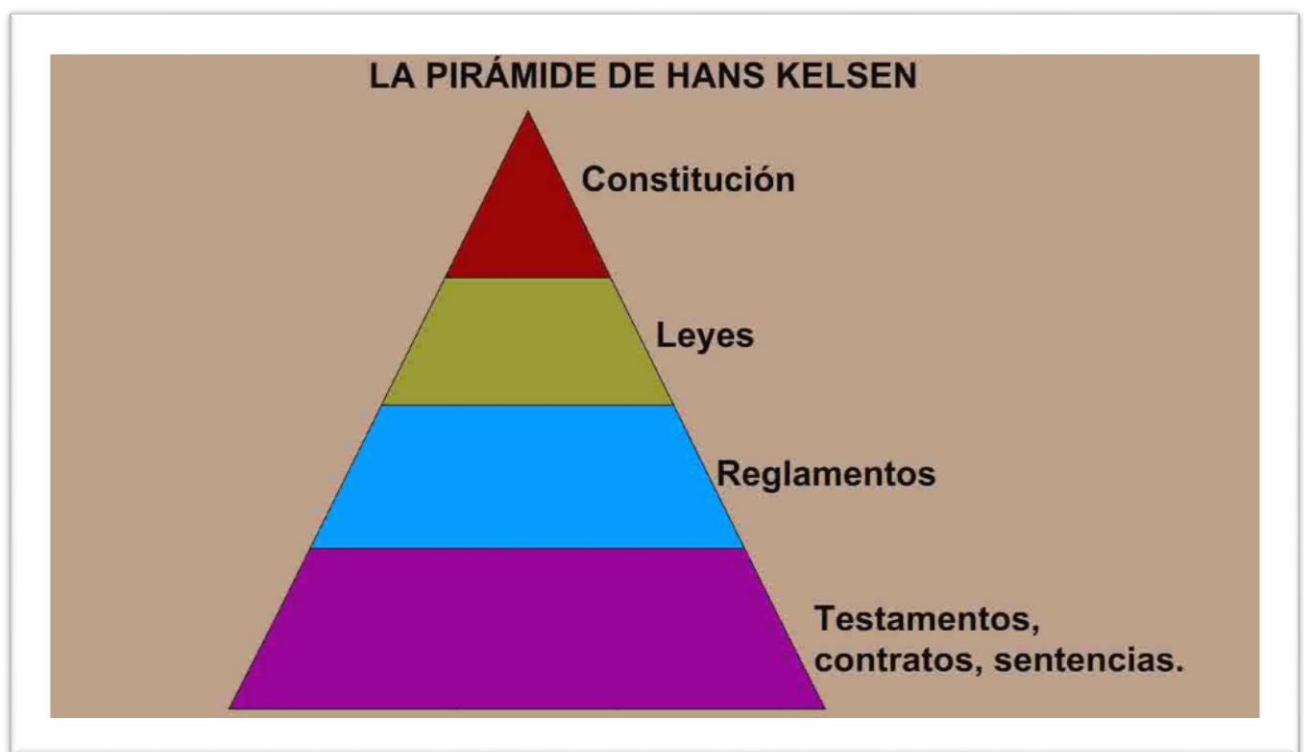 LA PIRÁMIDE DE HANS KELSEN
Constitución
Leyes
Reglamentos
Testamentos,
contratos, sentencias.